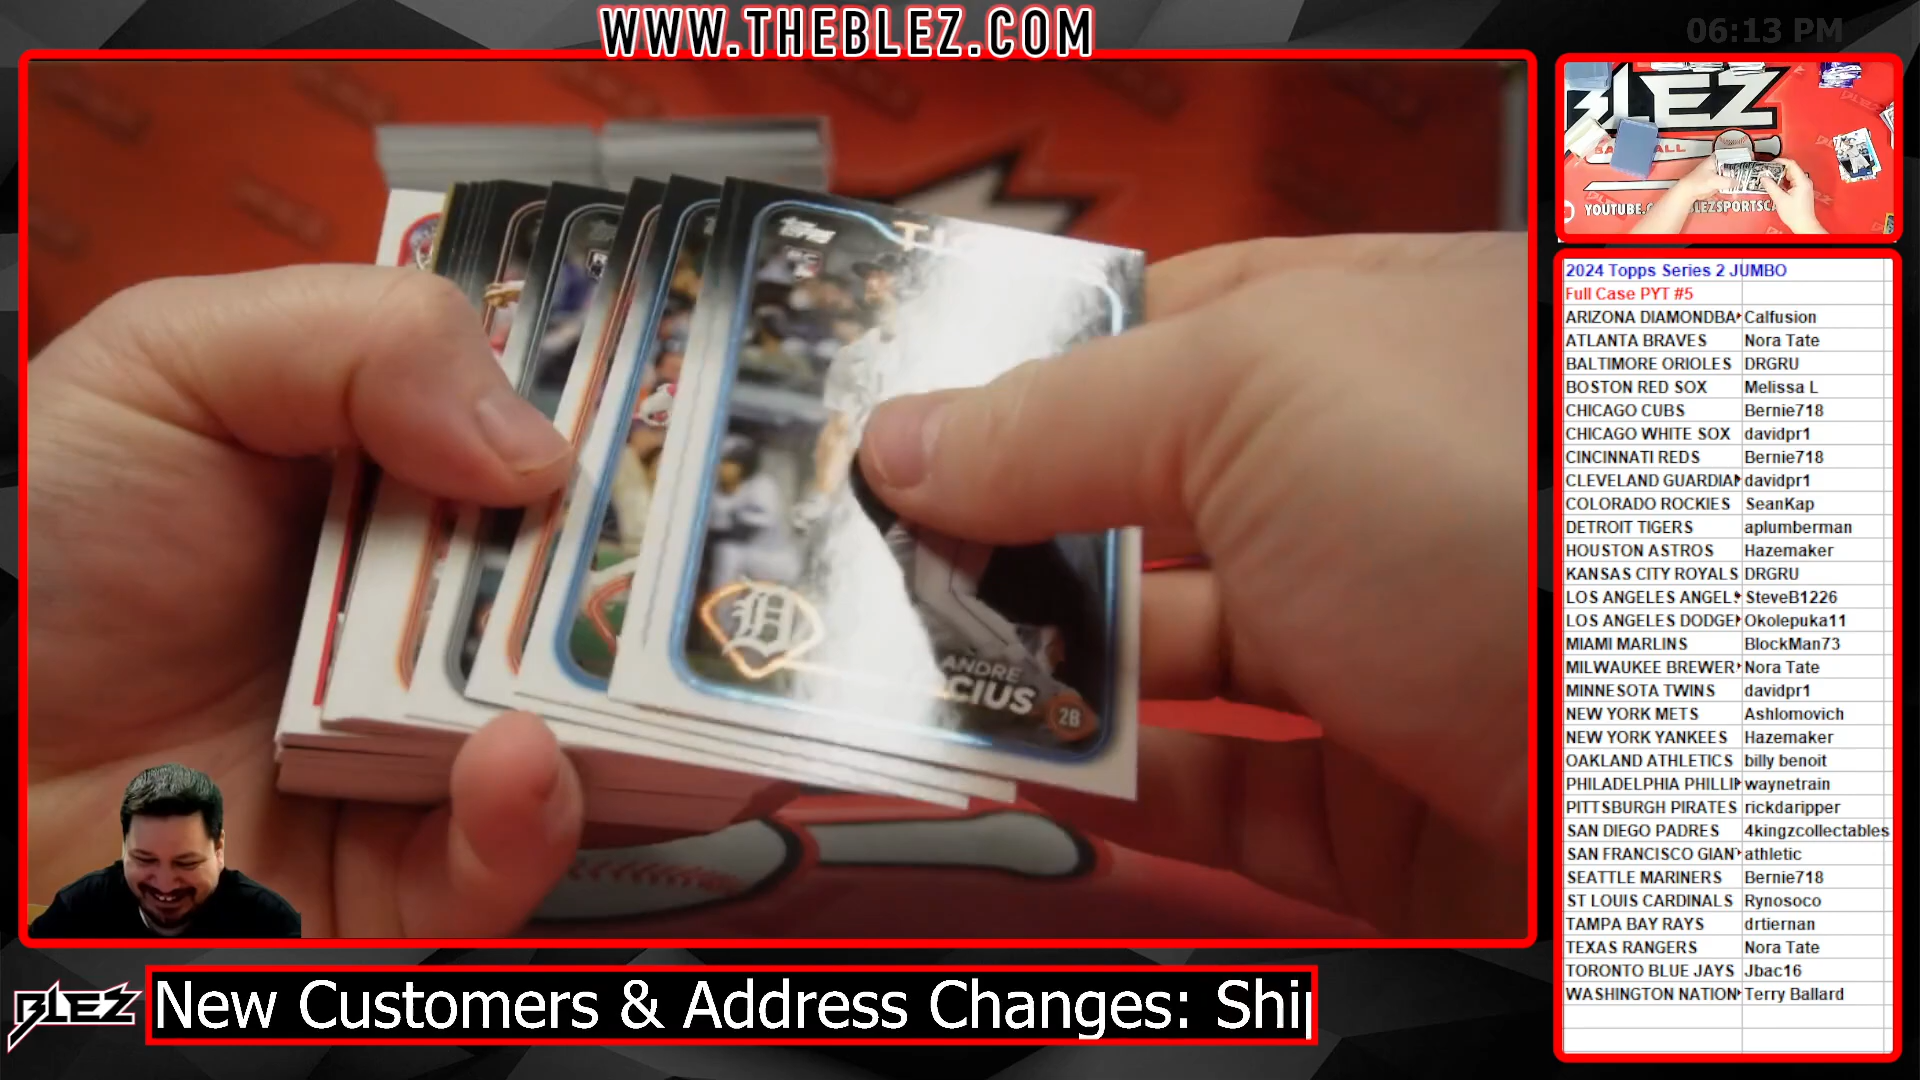 WWW.THEBLEZ.COM
06:13 PM
topps
RC
ANDRE
2B
BLEZ
2024 Topps Series 2 JUMBO
Full Case PYT #5
ARIZONA DIAMONDBA Calfusion
ATLANTA BRAVES Nora Tate
BALTIMORE ORIOLES DRGRU
BOSTON RED SOX Melissa L
CHICAGO CUBS Bernie718
CHICAGO WHITE SOX davidpr1
CINCINNATI REDS Bernie718
CLEVELAND GUARDIAN davidpr1
COLORADO ROCKIES SeanKap
DETROIT TIGERS aplumberman
HOUSTON ASTROS Hazemaker
KANSAS CITY ROYALS DRGRU
LOS ANGELES ANGEL SteveB1226
LOS ANGELES DODGE Okolepuka11
MIAMI MARLINS BlockMan73
MILWAUKEE BREWER Nora Tate
MINNESOTA TWINS davidpr1
NEW YORK METS Ashlomovich
NEW YORK YANKEES Hazemaker
OAKLAND ATHLETICS billy benoit
PHILADELPHIA PHILLI waynetrain
PITTSBURGH PIRATES rickdaripper
SAN DIEGO PADRES 4kingzcollectables
SAN FRANCISCO GIAN athletic
SEATTLE MARINERS Bernie718
ST LOUIS CARDINALS Rynosoco
TAMPA BAY RAYS drtiernan
TEXAS RANGERS Nora Tate
TORONTO BLUE JAYS Jbac16
WASHINGTON NATION Terry Ballard
BLEZ
New Customers & Address Changes: Shi